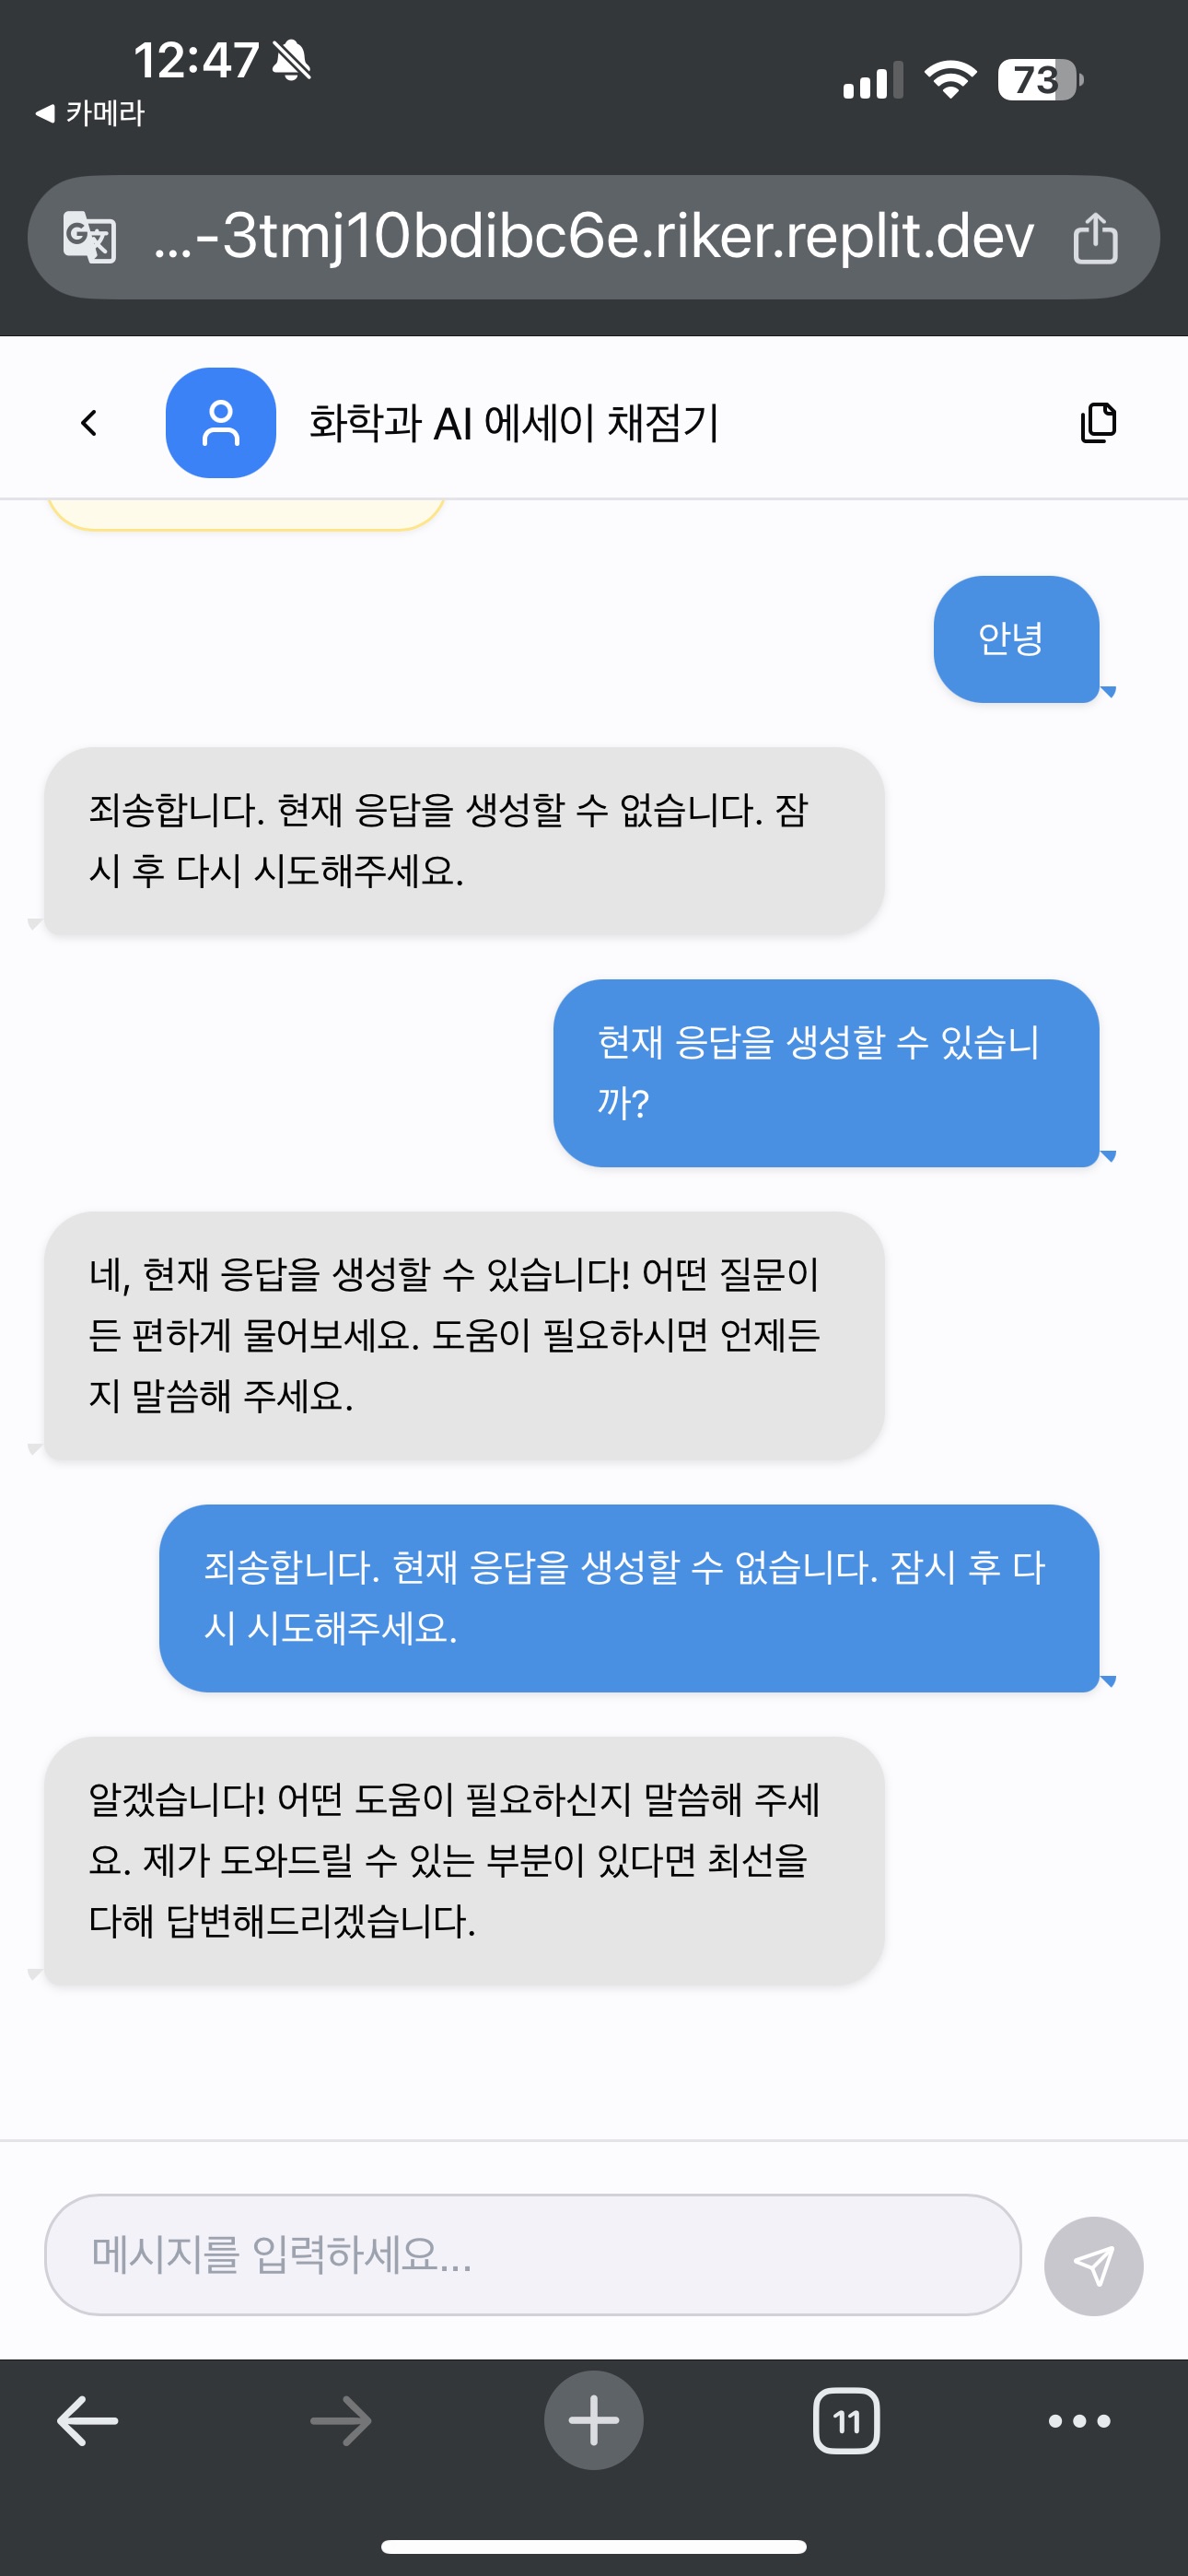 12:47
73
카메라
...-3tmj10bdibc6e.riker.replit.dev
화학과 AI 에세이 채점기
안녕
죄송합니다. 현재 응답을 생성할 수 없습니다. 잠
시 후 다시 시도해주세요.
현재 응답을 생성할 수 있습니
까?
네, 현재 응답을 생성할 수 있습니다! 어떤 질문이
든 편하게 물어보세요. 도움이 필요하시면 언제든
지 말씀해 주세요.
죄송합니다. 현재 응답을 생성할 수 없습니다. 잠시 후 다
시 시도해주세요.
알겠습니다! 어떤 도움이 필요하신지 말씀해 주세
요. 제가 도와드릴 수 있는 부분이 있다면 최선을
다해 답변해드리겠습니다.
메시지를 입력하세요...
11